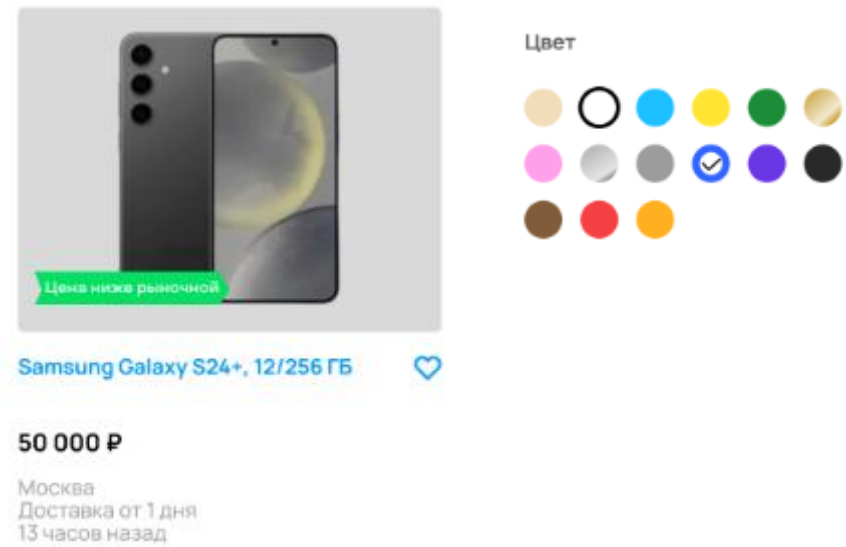 Цвет
Цена ниже рыночной
Samsung Galaxy S24+, 12/256 ГБ
50 000 ₽
Москва
Доставка от 1 дня
13 часов назад